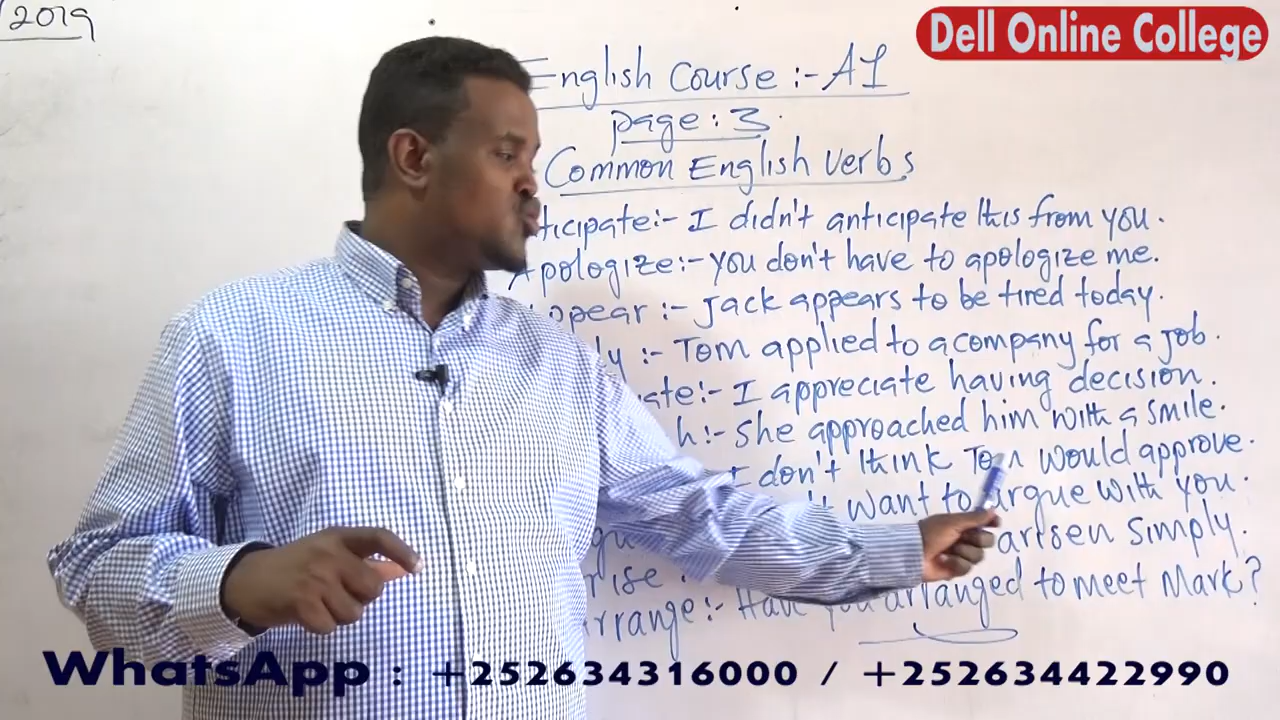 2019
Dell Online College
English Course :- A1
page: 3
Common English verbs
ticipate:- I didn't anticipate this from you.
Apologize:- you don't have to apologize me.
ppear :- Jack appears to be tired today.
ly :- Tom applied to a company for a job.
ate:- I appreciate having decision.
h:- she approached him with a smile.
I don't think Tom would approve.
't want to argue with you.
gu
rise : arisen simply.
rrange:- Have you arranged to meet Mark?
WhatsApp : +252634316000 / +252634422990